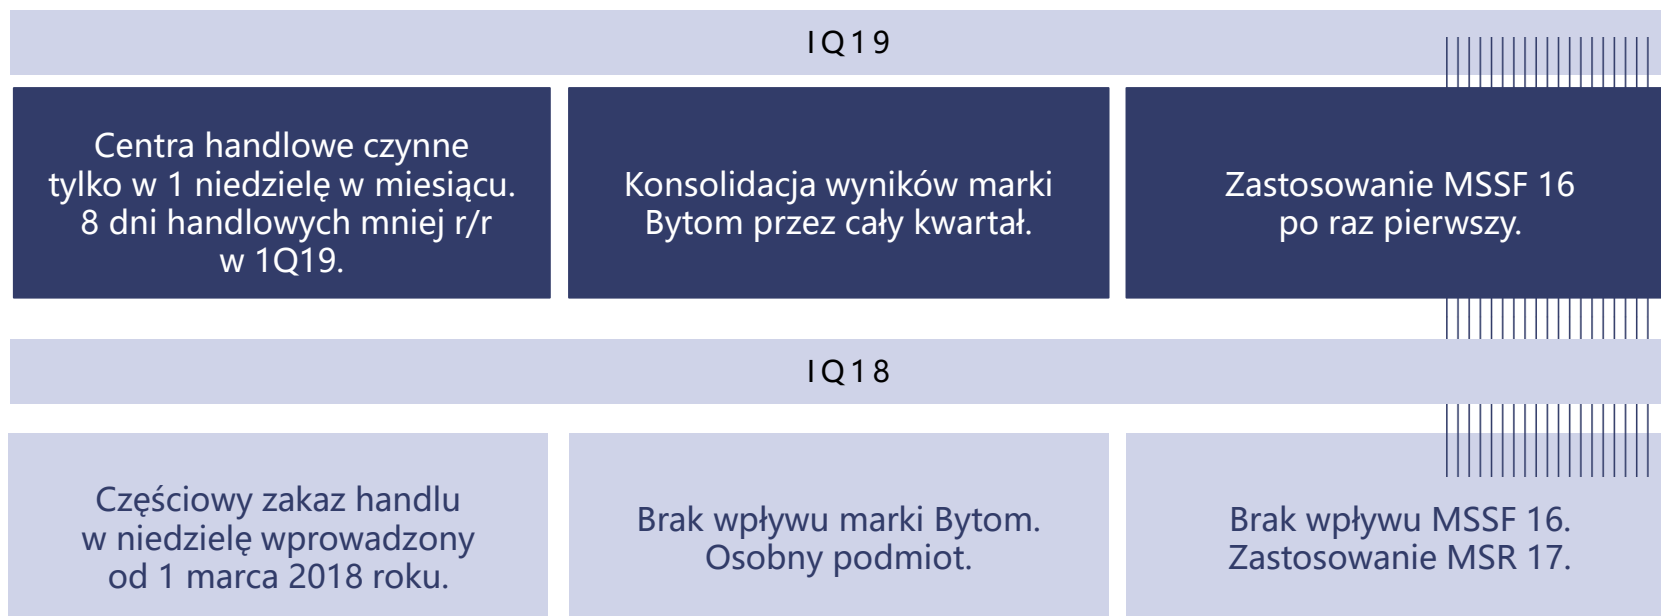 IQ19
Centra handlowe czynne
tylko w 1 niedzielę w miesiącu.
8 dni handlowych mniej r/r
w 1Q19.
Konsolidacja wyników marki
Bytom przez cały kwartał.
Zastosowanie MSSF 16
po raz pierwszy.
IQ18
Częściowy zakaz handlu
w niedzielę wprowadzony
od 1 marca 2018 roku.
Brak wpływu marki Bytom.
Osobny podmiot.
Brak wpływu MSSF 16.
Zastosowanie MSR 17.